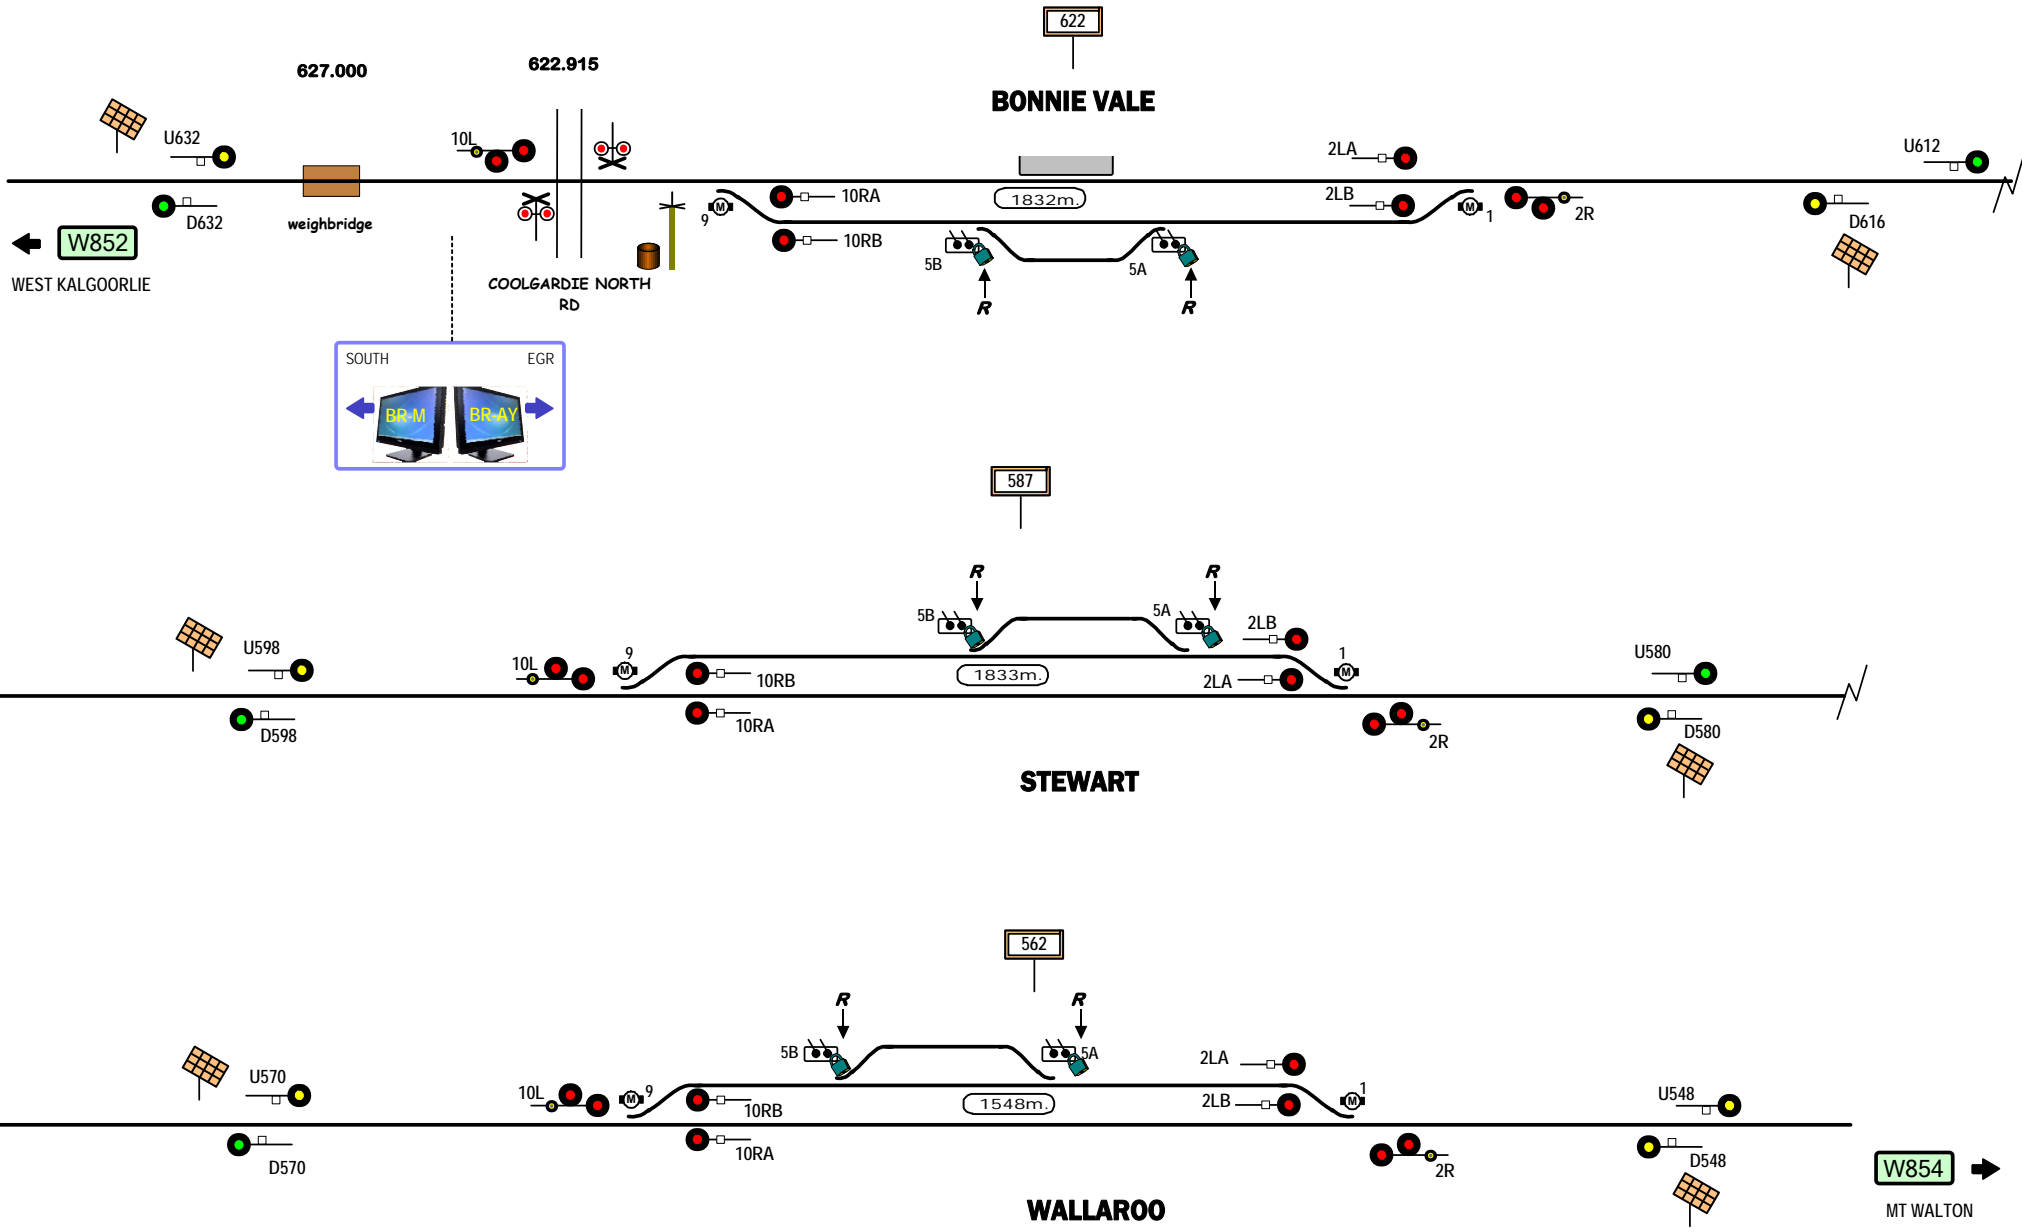 622
627.000
622.915
BONNIE VALE
U632
10L
2LA
U612
10RA
1832m.
2LB
D632
weighbridge
9
1
2R
D616
W852
10RB
5B
5A
WEST KALGOORLIE
COOLGARDIE NORTH
RD
R
R
SOUTH
EGR
BR-M
BR-AY
587
R
R
5B
5A
2LB
U598
9
1
U580
10L
10RB
1833m.
2LA
D598
10RA
2R
D580
STEWART
562
R
R
5B
5A
2LA
U570
10L
9
1
U548
10RB
1548m.
2LB
D570
10RA
2R
D548
W854
WALLAROO
MT WALTON
M
M
M
M
M
M